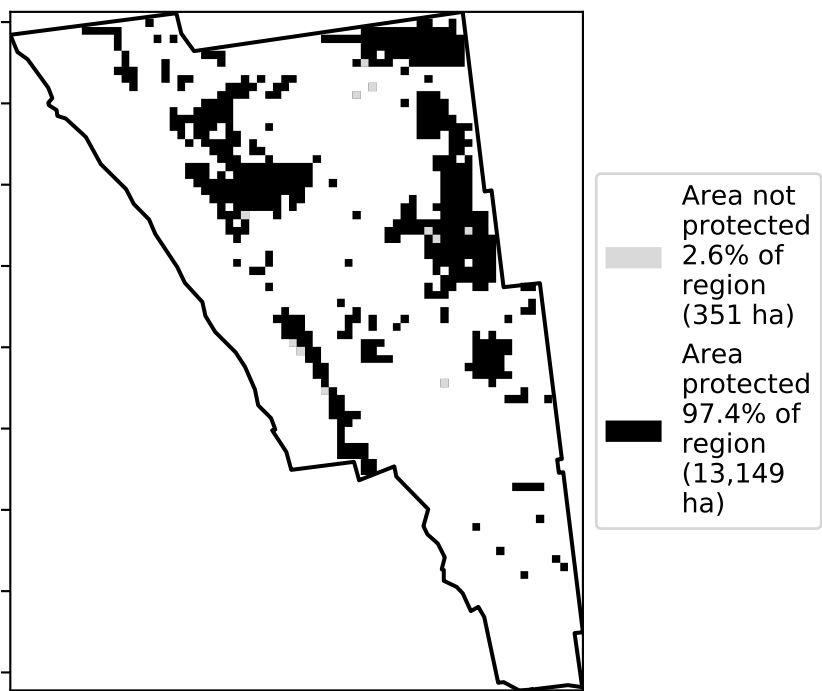 Area not
protected
2.6% of
region
(351 ha)
Area
protected
97.4% of
region
(13,149
ha)